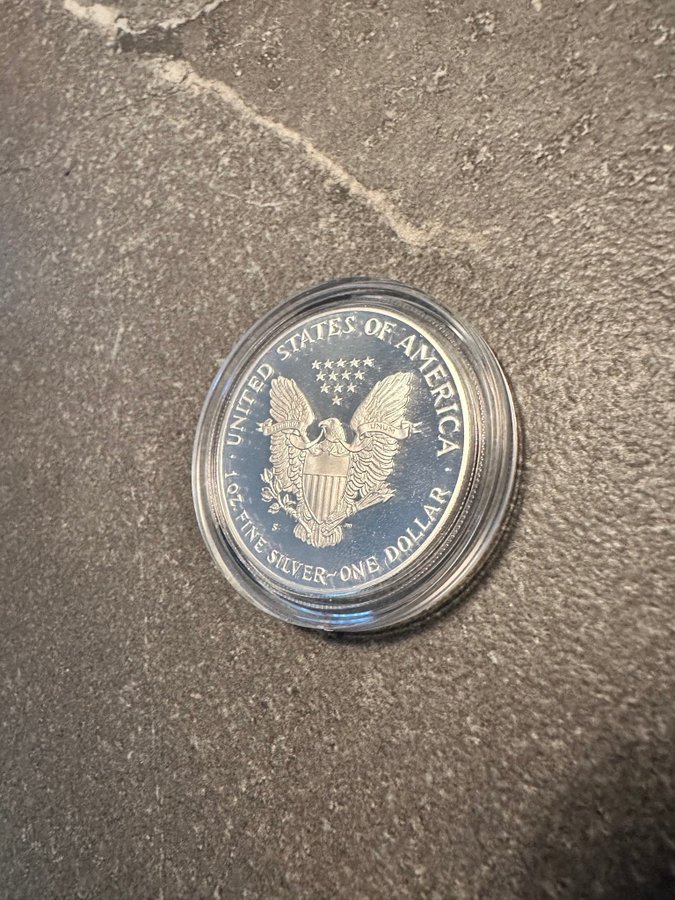 UNITED STATES OF AMERICA
1 OZ. FINE SILVER~ONE DOLLAR
S